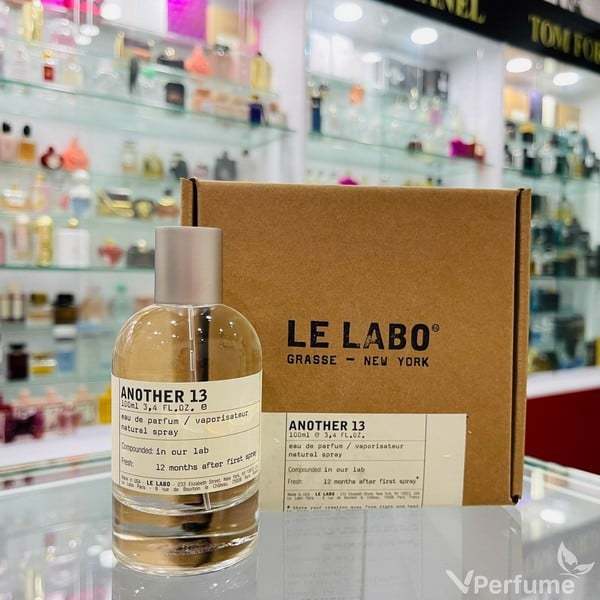 CHANEL
TOM FORD
LE LABO
GRASSE — NEW YORK
ANOTHER 13
100ml 3,4 FL.OZ. e
eau de parfum / vaporisateur
natural spray
Compounded: in our lab
Fresh: 12 months after first spray
ANOTHER 13
100ml e 3,4 FL.OZ.
eau de parfum / vaporisateur
natural spray
Compounded: in our lab
Fresh: 12 months after first spray
VPerfume